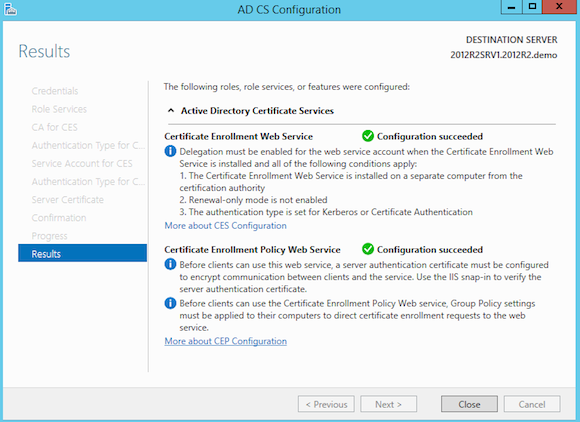 AD CS Configuration
Results
DESTINATION SERVER
2012R2SRV1.2012R2.demo
Credentials
Role Services
CA for CES
Authentication Type for C...
Service Account for CES
Authentication Type for C...
Server Certificate
Confirmation
Progress
Results
The following roles, role services, or features were configured:
Active Directory Certificate Services
Certificate Enrollment Web Service Configuration succeeded
Delegation must be enabled for the web service account when the Certificate Enrollment Web
Service is installed and all of the following conditions apply:
1. The Certificate Enrollment Web Service is installed on a separate computer from the
certification authority
2. Renewal-only mode is not enabled
3. The authentication type is set for Kerberos or Certificate Authentication
More about CES Configuration
Certificate Enrollment Policy Web Service Configuration succeeded
Before clients can use this web service, a server authentication certificate must be configured
to encrypt communication between clients and the service. Use the IIS snap-in to verify the
server authentication certificate.
Before clients can use the Certificate Enrollment Policy Web service, Group Policy settings
must be applied to their computers to direct certificate enrollment requests to the web
service.
More about CEP Configuration
< Previous Next > Close Cancel